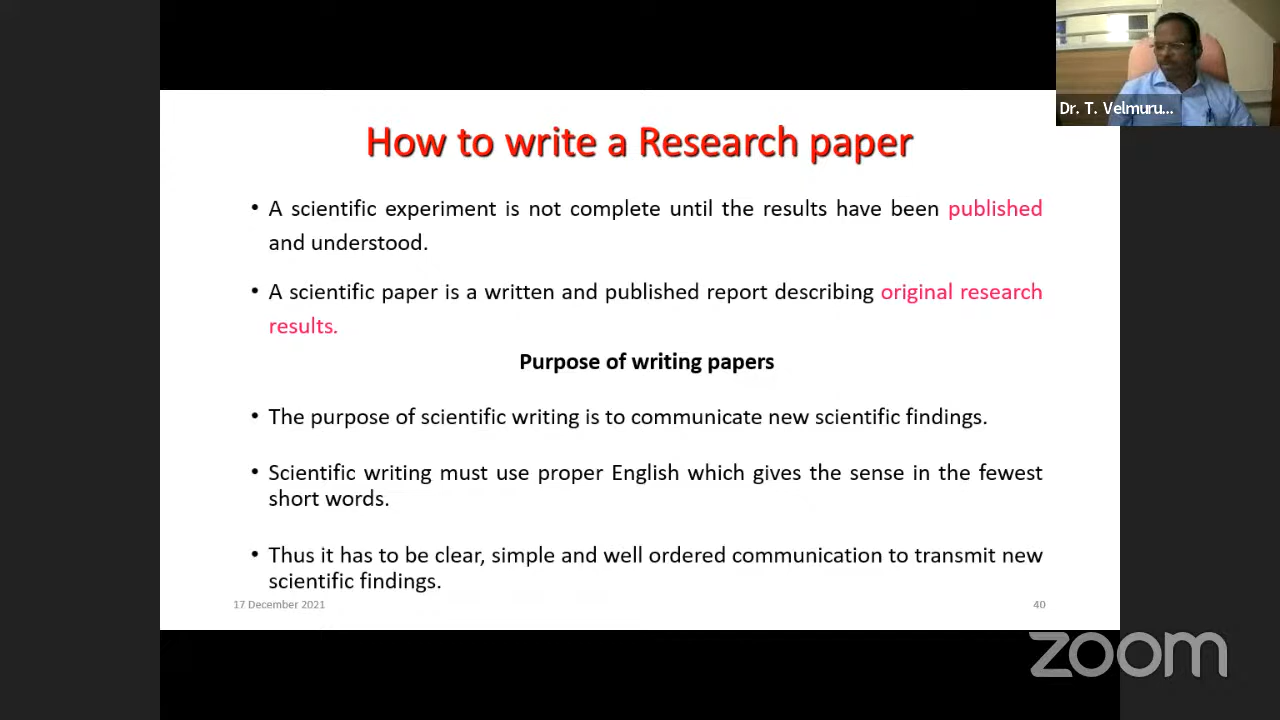 How to write a Research paper
• A scientific experiment is not complete until the results have been published
and understood.
• A scientific paper is a written and published report describing original research
results.
Purpose of writing papers
• The purpose of scientific writing is to communicate new scientific findings.
• Scientific writing must use proper English which gives the sense in the fewest
short words.
• Thus it has to be clear, simple and well ordered communication to transmit new
scientific findings.
17 December 2021
40
Dr. T. Velmuru...
zoom